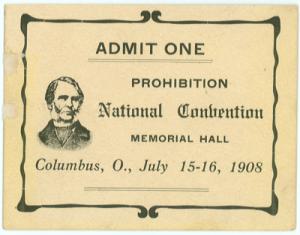 ADMIT ONE
PROHIBITION
National Convention
MEMORIAL HALL
Columbus, O., July 15-16, 1908